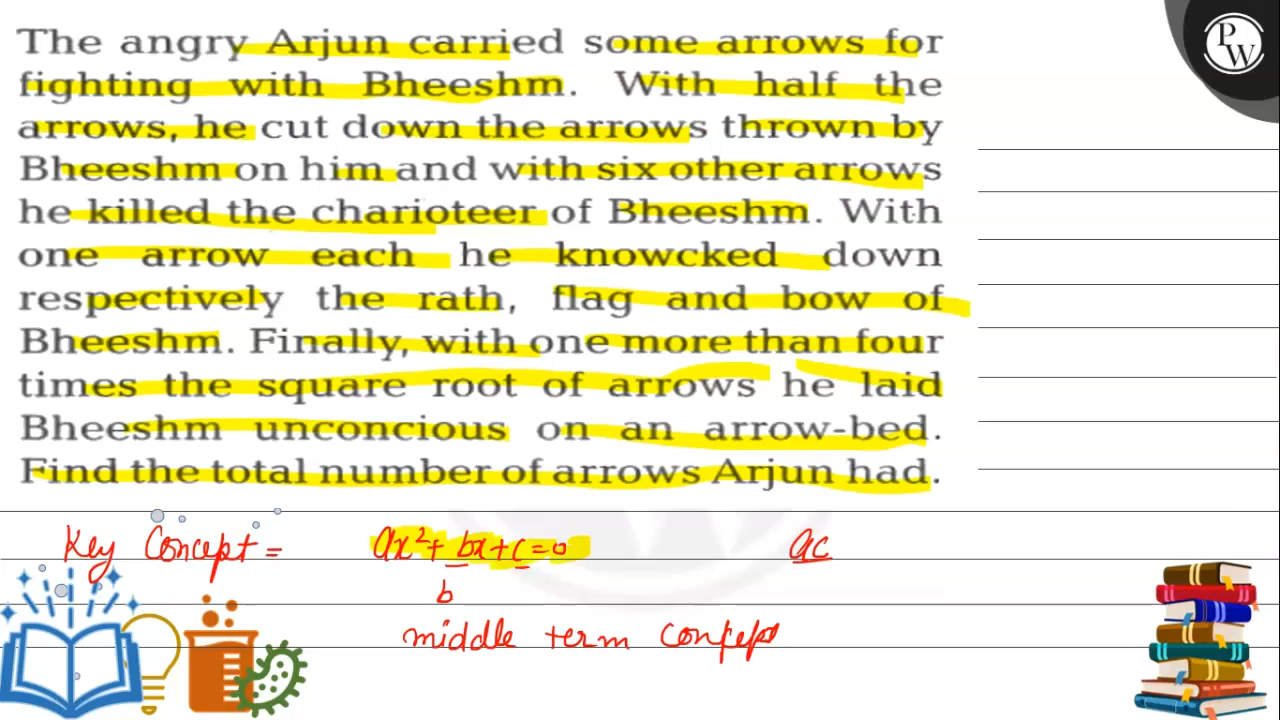 The angry Arjun carried some arrows for
fighting with Bheeshm. With half the
arrows, he cut down the arrows thrown by
Bheeshm on him and with six other arrows
he killed the charioteer of Bheeshm. With
one arrow each he knowcked down
respectively the rath, flag and bow of
Bheeshm. Finally, with one more than four
times the square root of arrows he laid
Bheeshm unconcious on an arrow-bed.
Find the total number of arrows Arjun had.
Key Concept = ax²+ bx+c=0 ac
b
middle term concept
PW